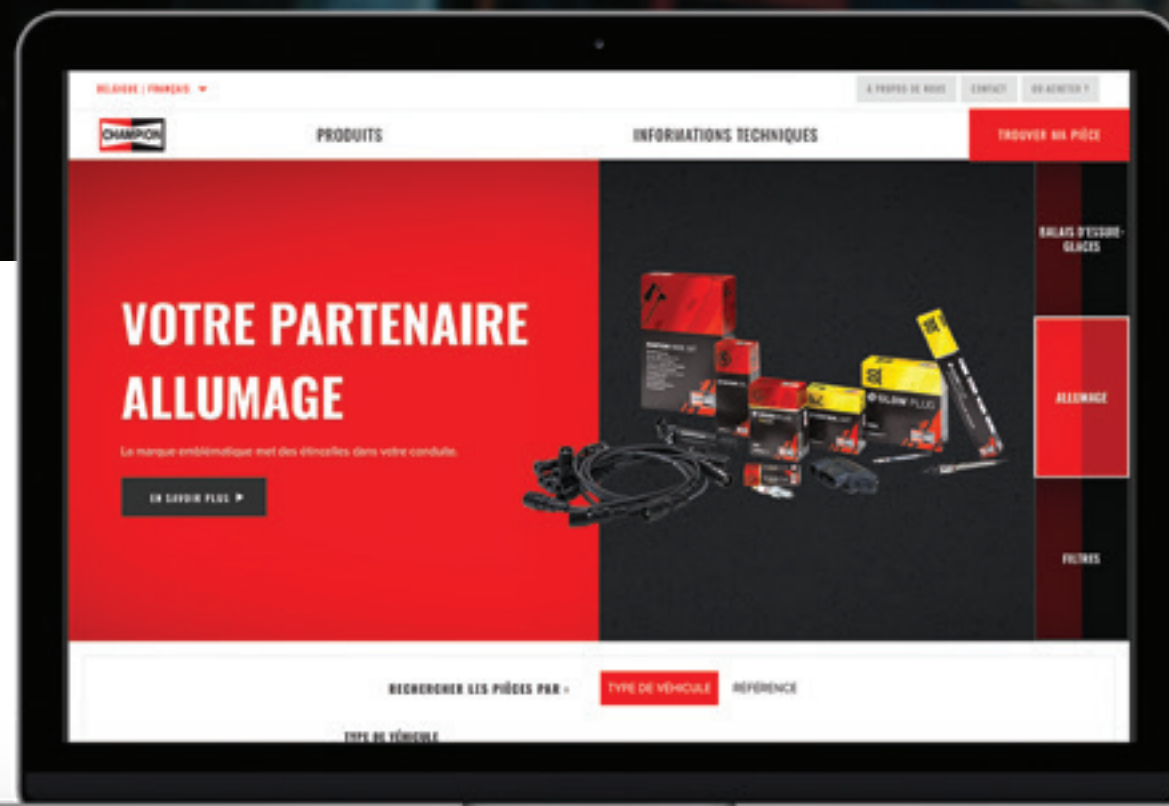 BELGIQUE | FRANÇAIS
À PROPOS DE NOUS
CONTACT
OÙ ACHETER ?
CHAMPION
PRODUITS
INFORMATIONS TECHNIQUES
TROUVER MA PIÈCE
VOTRE PARTENAIRE
ALLUMAGE
La marque emblématique met des étincelles dans votre conduite.
EN SAVOIR PLUS
GLOW PLUG
BALAIS D'ESSUIE-
GLACES
ALLUMAGE
FILTRES
RECHERCHER LES PIÈCES PAR :
TYPE DE VÉHICULE
RÉFÉRENCE
TYPE DE VÉHICULE